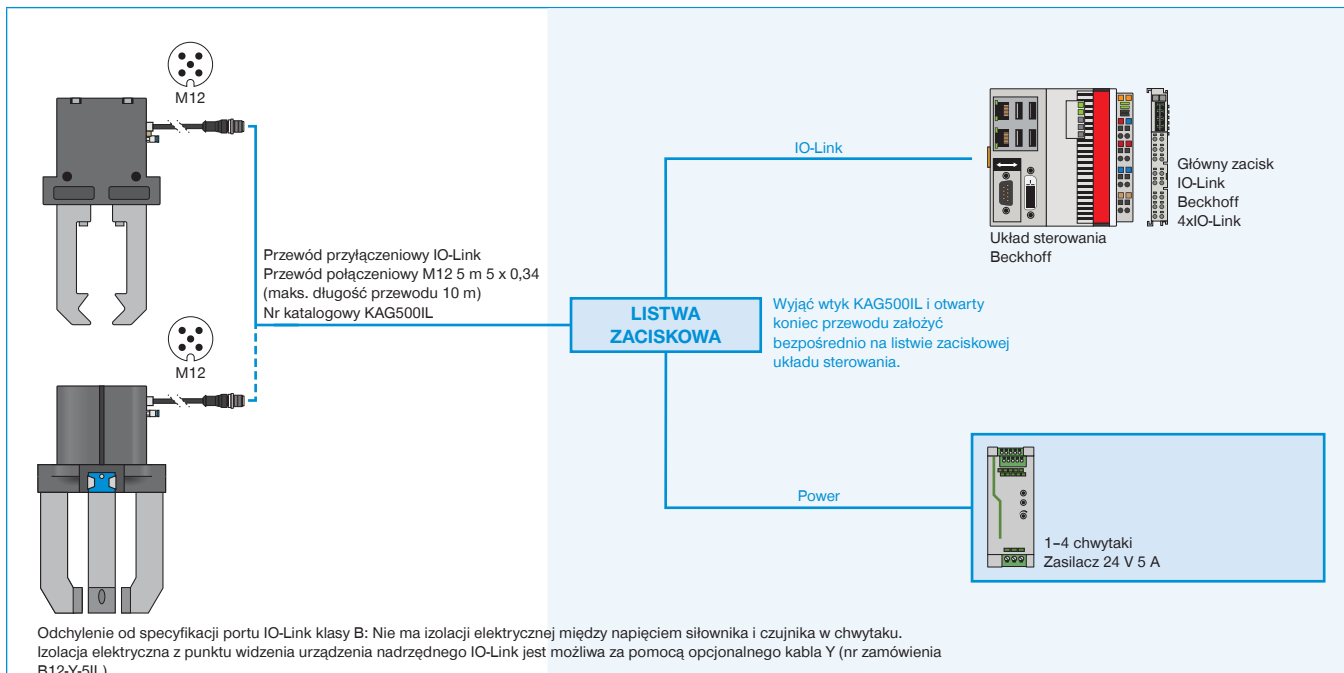 M12
Przewód przyłączeniowy IO-Link
Przewód połączeniowy M12 5 m 5 x 0,34
(maks. długość przewodu 10 m)
Nr katalogowy KAG500IL
M12
LISTWA
ZACISKOWA
IO-Link
Układ sterowania
Beckhoff
Główny zacisk
IO-Link
Beckhoff
4xIO-Link
Wyjąć wtyk KAG500IL i otwarty
koniec przewodu założyć
bezpośrednio na listwie zaciskowej
układu sterowania.
Power
1–4 chwytaki
Zasilacz 24 V 5 A
Odchylenie od specyfikacji portu IO-Link klasy B: Nie ma izolacji elektrycznej między napięciem siłownika i czujnika w chwytaku.
Izolacja elektryczna z punktu widzenia urządzenia nadrzędnego IO-Link jest możliwa za pomocą opcjonalnego kabla Y (nr zamówienia
B12-Y-5IL)